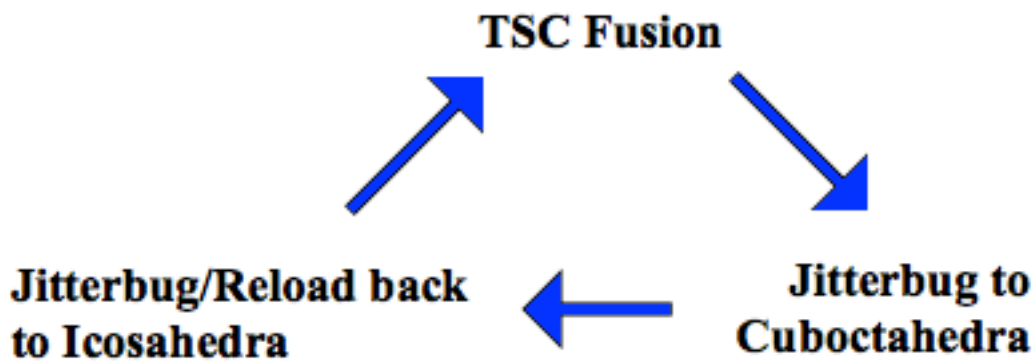 TSC Fusion
Jitterbug to
Cuboctahedra
Jitterbug/Reload back
to Icosahedra